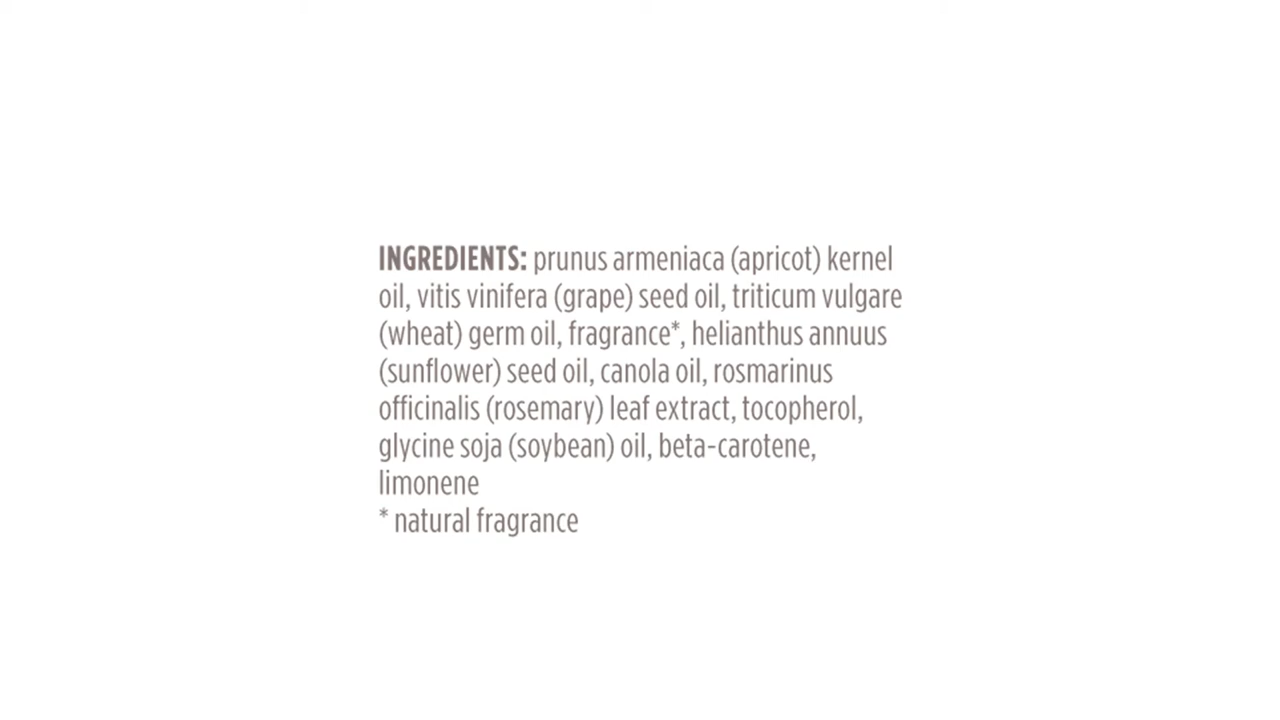 INGREDIENTS: prunus armeniaca (apricot) kernel
oil, vitis vinifera (grape) seed oil, triticum vulgare
(wheat) germ oil, fragrance*, helianthus annuus
(sunflower) seed oil, canola oil, rosmarinus
officinalis (rosemary) leaf extract, tocopherol,
glycine soja (soybean) oil, beta-carotene,
limonene
* natural fragrance